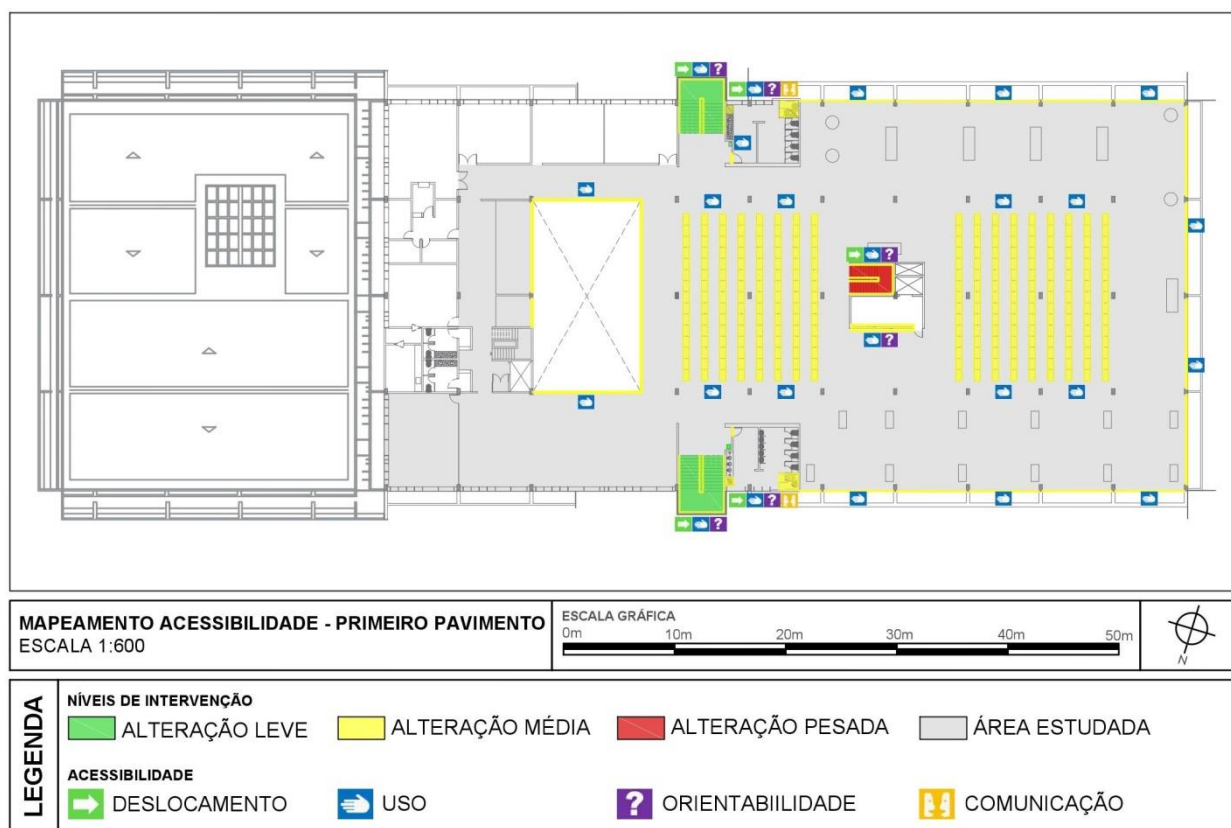 ? ? ? ?
?
?
? ?
MAPEAMENTO ACESSIBILIDADE - PRIMEIRO PAVIMENTO
ESCALA 1:600
ESCALA GRÁFICA
0m 10m 20m 30m 40m 50m
N
LEGENDA
NÍVEIS DE INTERVENÇÃO
ALTERAÇÃO LEVE ALTERAÇÃO MÉDIA ALTERAÇÃO PESADA ÁREA ESTUDADA
ACESSIBILIDADE
DESLOCAMENTO USO ? ORIENTABIILIDADE COMUNICAÇÃO